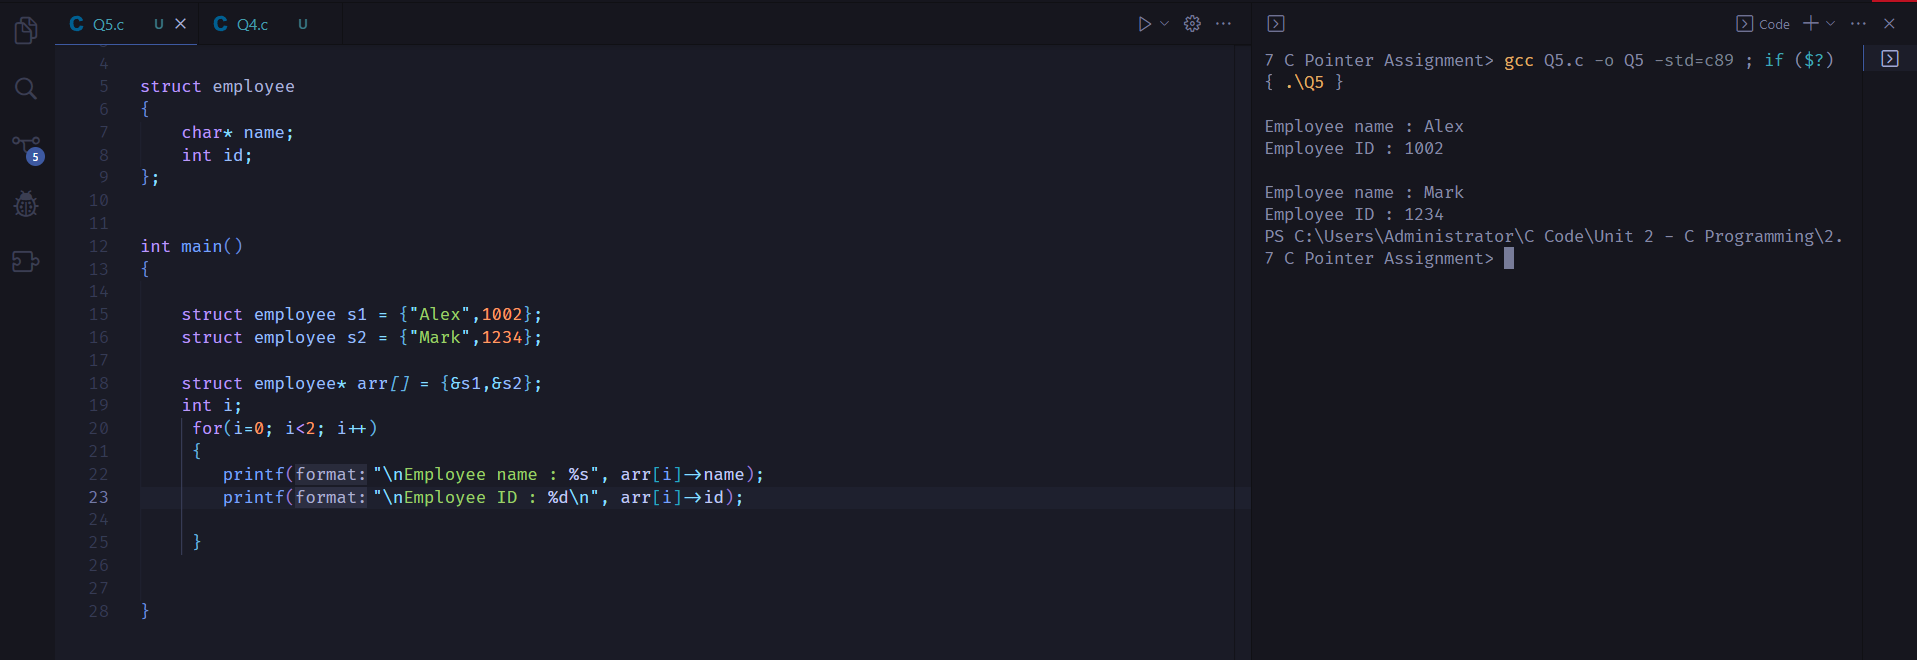 Q5.c U
Q4.c U
4
5 struct employee
6 {
7 char* name;
8 int id;
9 };
10
11
12 int main()
13 {
14
15 struct employee s1 = {"Alex",1002};
16 struct employee s2 = {"Mark",1234};
17
18 struct employee* arr[] = {&s1,&s2};
19 int i;
20 for(i=0; i<2; i++)
21 {
22 printf(format:"\nEmployee name : %s", arr[i]->name);
23 printf(format:"\nEmployee ID : %d\n", arr[i]->id);
24
25 }
26
27
28 }
5
Code
7 C Pointer Assignment> gcc Q5.c -o Q5 -std=c89 ; if ($?)
{ .\Q5 }
Employee name : Alex
Employee ID : 1002
Employee name : Mark
Employee ID : 1234
PS C:\Users\Administrator\C Code\Unit 2 - C Programming\2.
7 C Pointer Assignment>